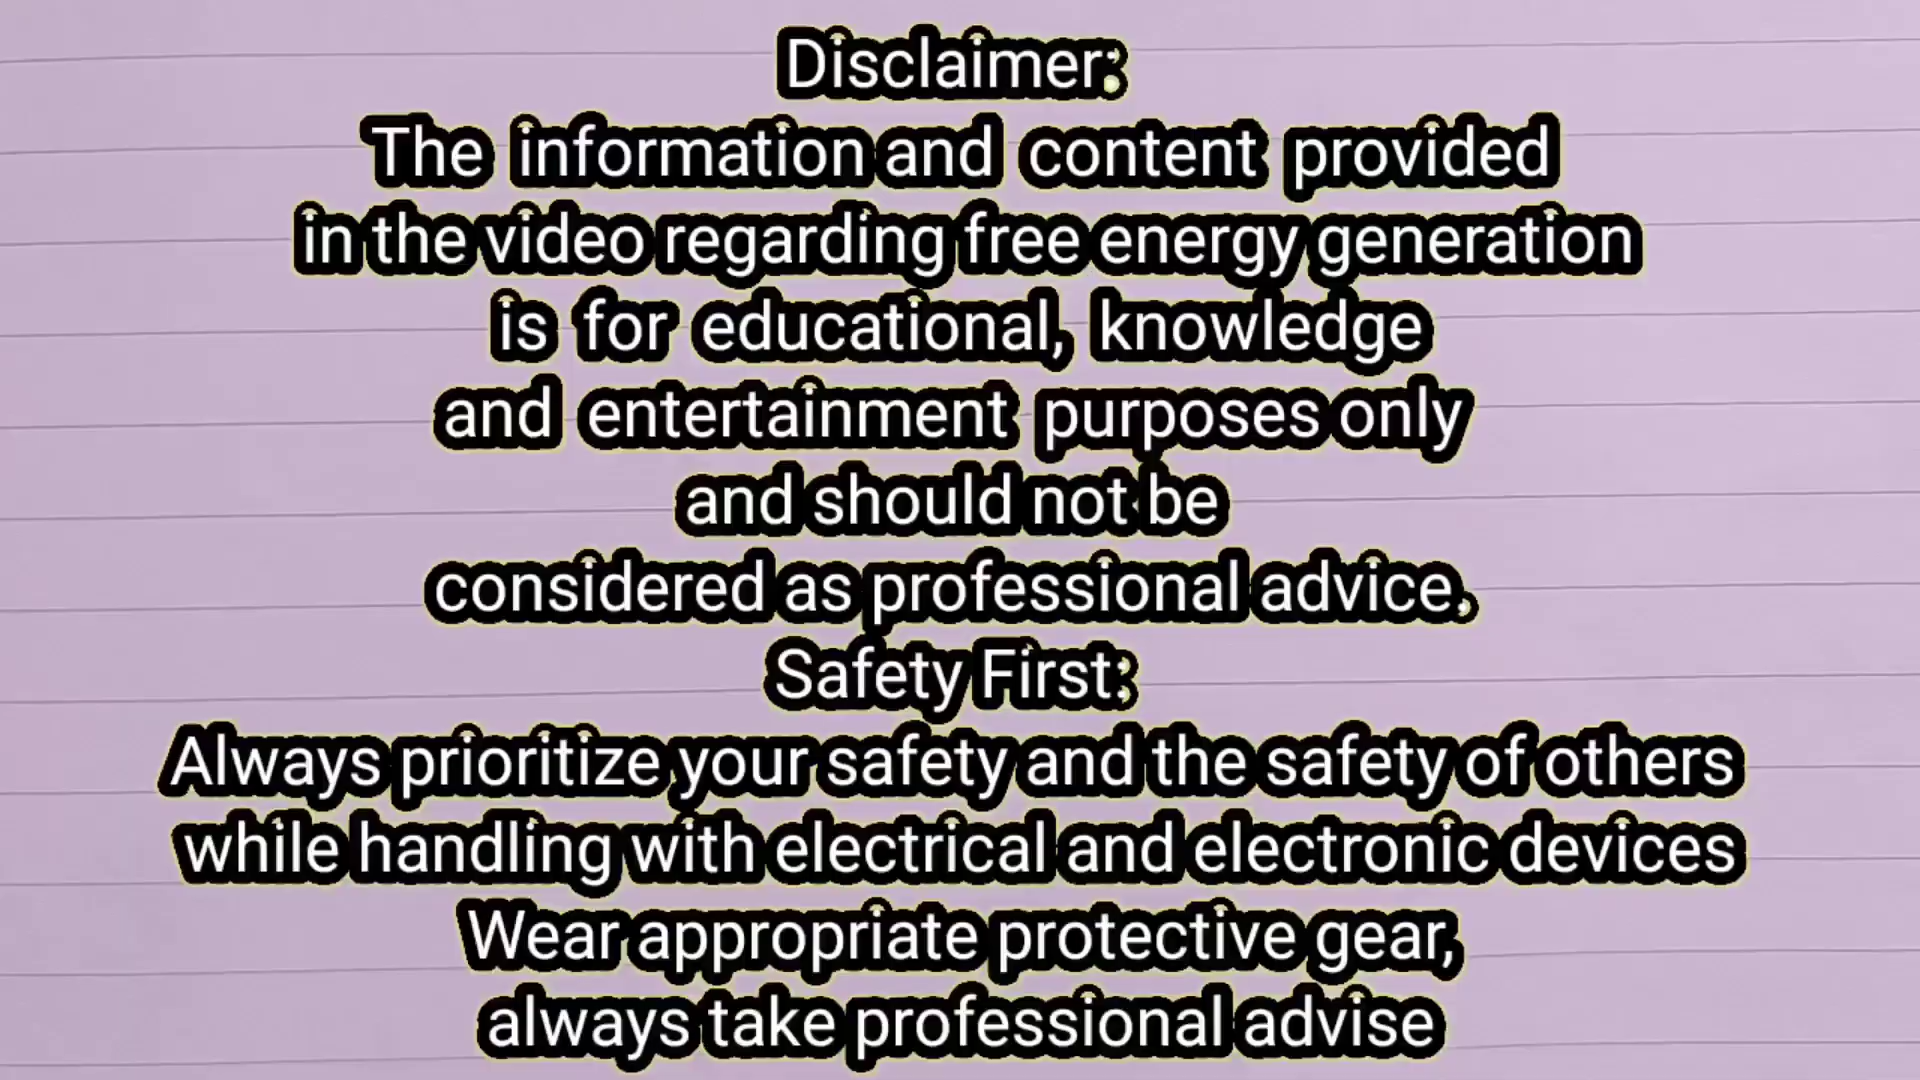 Disclaimer:
The information and content provided
in the video regarding free energy generation
is for educational, knowledge
and entertainment purposes only
and should not be
considered as professional advice.
Safety First:
Always prioritize your safety and the safety of others
while handling with electrical and electronic devices
Wear appropriate protective gear,
always take professional advise